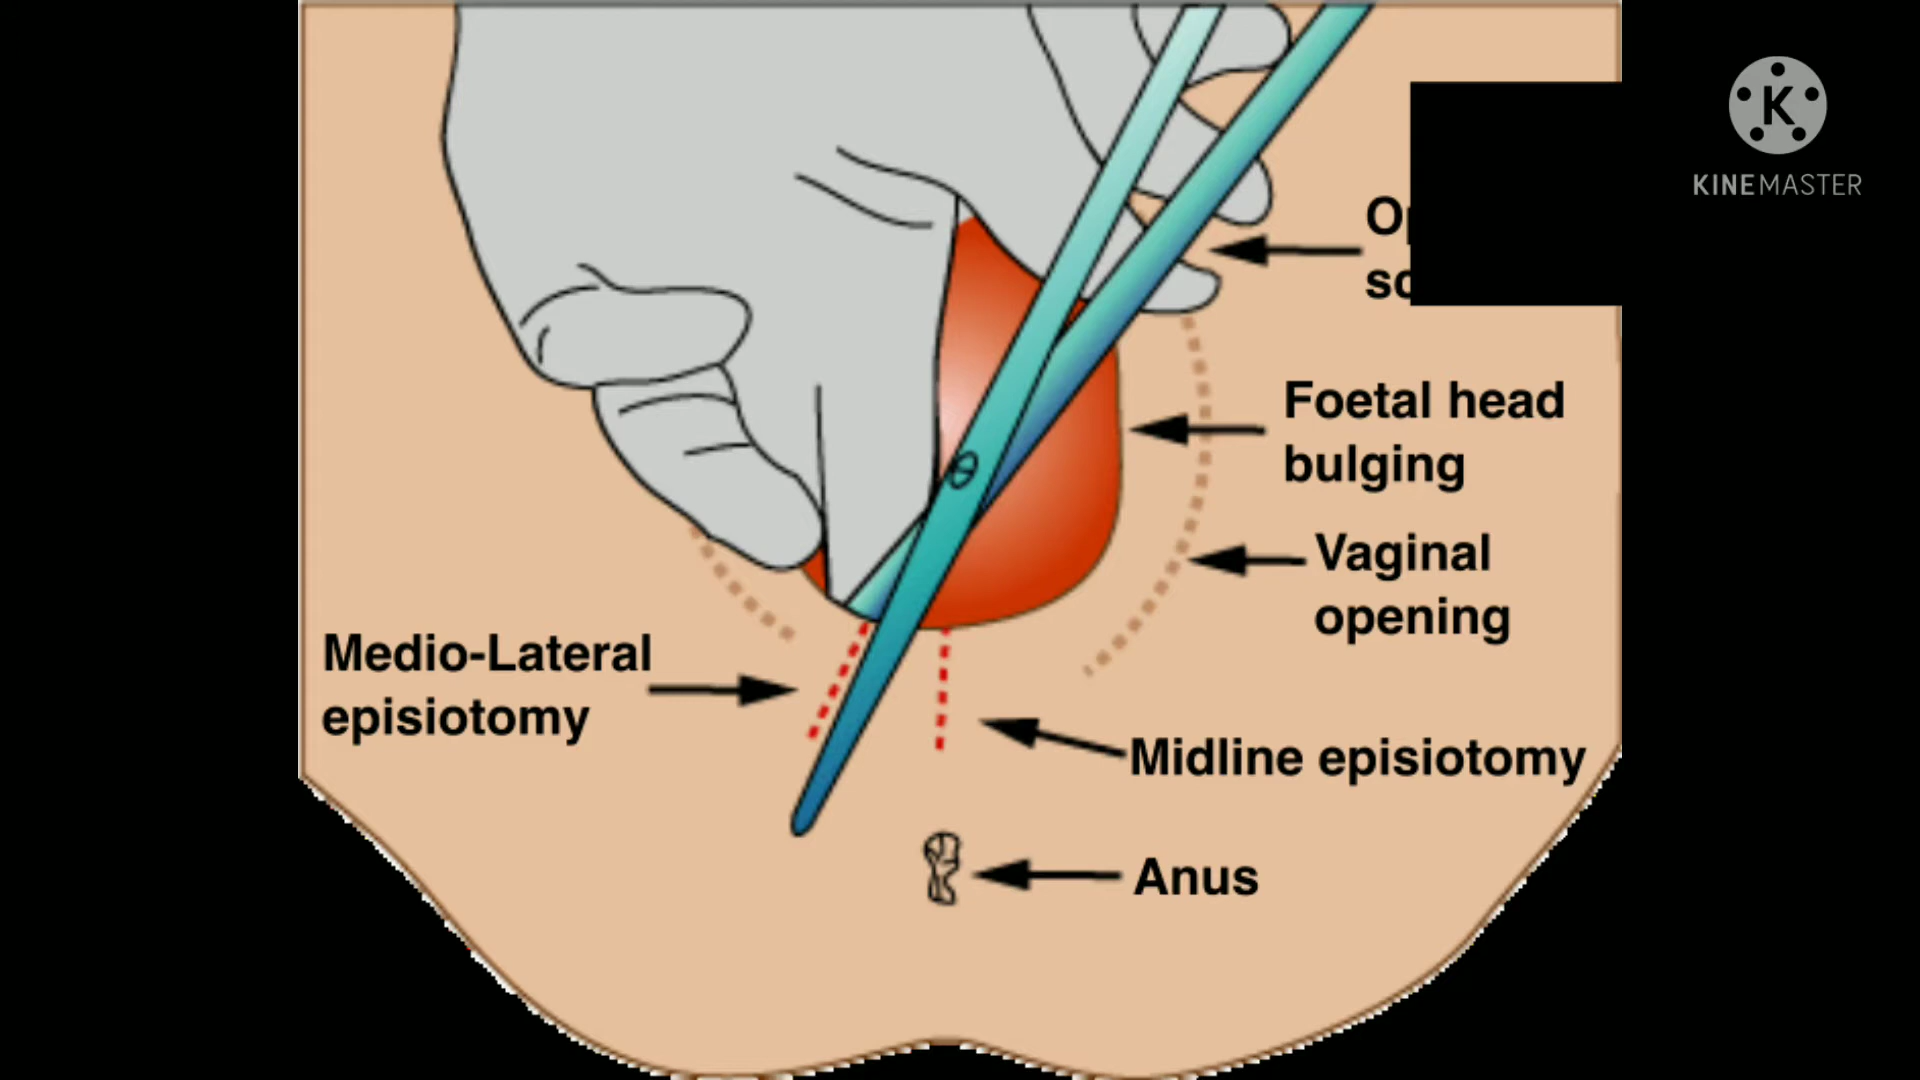 KINEMASTER
Foetal head
bulging
Vaginal
opening
Medio-Lateral
episiotomy
Midline episiotomy
Anus